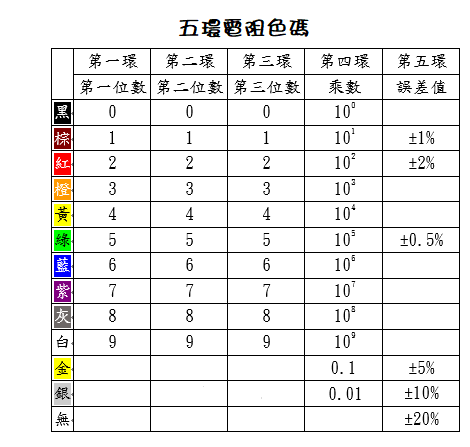 五環電阻色碼
第一環 第二環 第三環 第四環 第五環
第一位數 第二位數 第三位數 乘數 誤差值
黑 0 0 0 10⁰
棕 1 1 1 10¹ ±1%
紅 2 2 2 10² ±2%
橙 3 3 3 10³
黃 4 4 4 10⁴
綠 5 5 5 10⁵ ±0.5%
藍 6 6 6 10⁶
紫 7 7 7 10⁷
灰 8 8 8 10⁸
白 9 9 9 10⁹
金 0.1 ±5%
銀 0.01 ±10%
無 ±20%